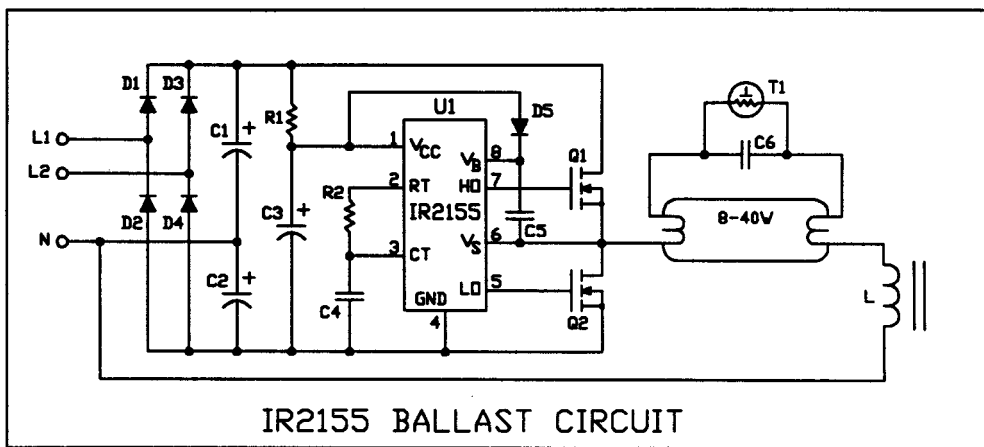 D1 D3
D5
T1
C1 +
R1
U1
C6
L1
L2
1 VCC
VB 8
Q1
2 RT
HO 7
R2
IR2155
D2 D4
C3 +
C5
8-40W
N
3 CT
VS 6
C2 +
C4
GND
4
LO 5
Q2
L
IR2155 BALLAST CIRCUIT